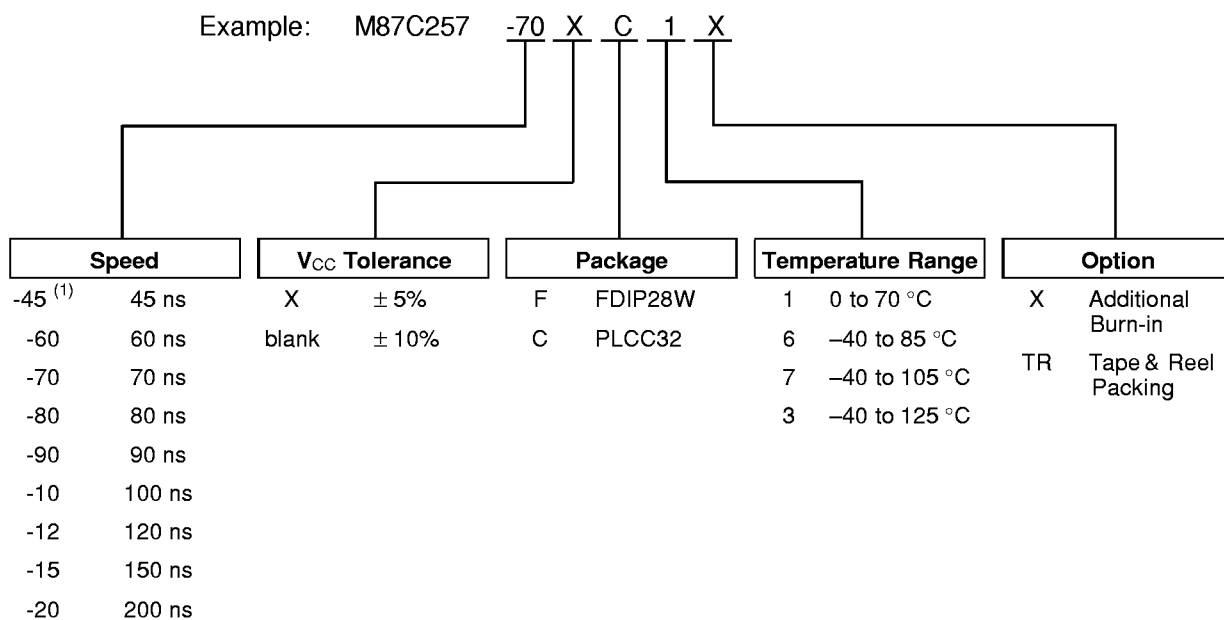 Example: M87C257 -70 X C 1 X
Speed VCC Tolerance Package Temperature Range Option
-45 (1) 45 ns X ± 5% F FDIP28W 1 0 to 70 °C X Additional
Burn-in
-60 60 ns blank ± 10% C PLCC32 6 –40 to 85 °C
-70 70 ns 7 –40 to 105 °C TR Tape & Reel
Packing
-80 80 ns 3 –40 to 125 °C
-90 90 ns
-10 100 ns
-12 120 ns
-15 150 ns
-20 200 ns